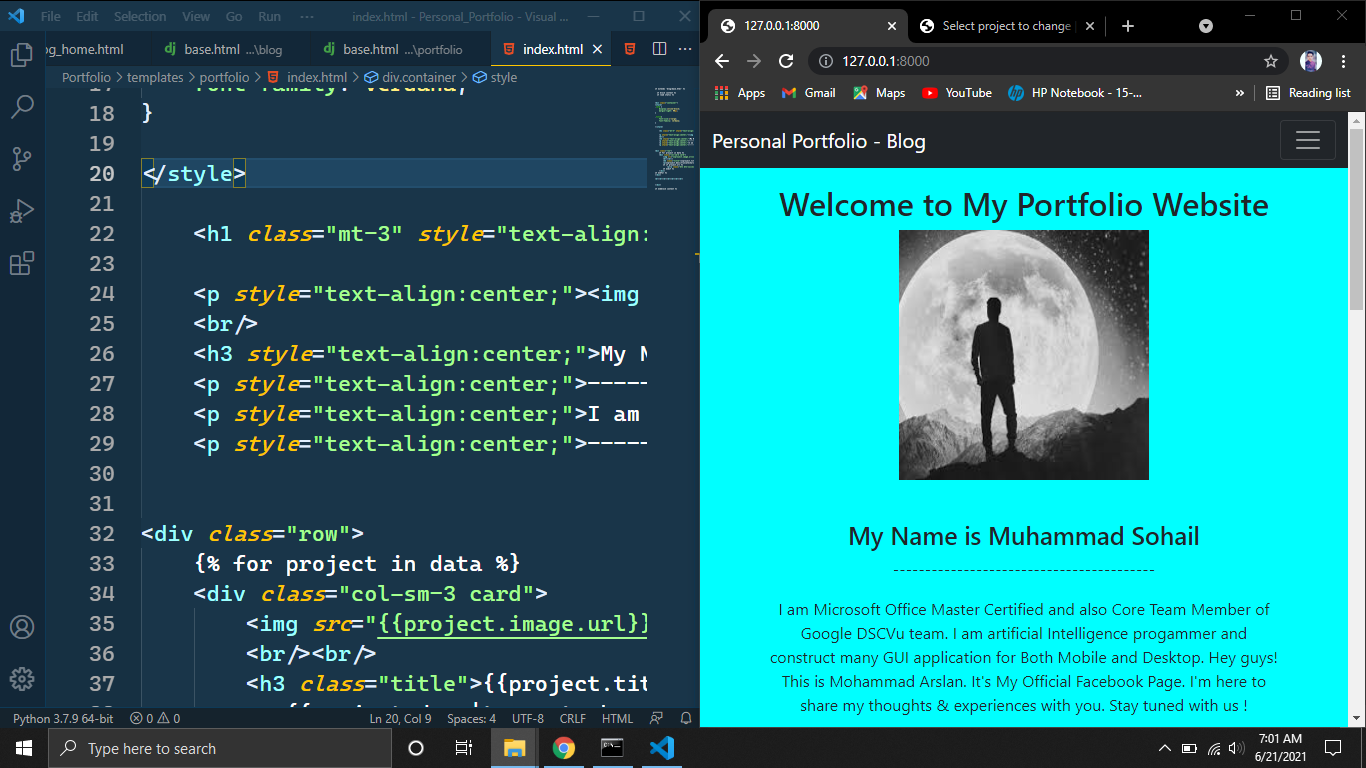 File Edit Selection View Go Run ··· index.html - Personal_Portfolio - Visual ...
g_home.html
dj base.html ...\blog
dj base.html ...\portfolio
index.html
Portfolio > templates > portfolio > index.html > div.container > style
18 }
19
20 </style>
21
22 <h1 class="mt-3" style="text-align:
23
24 <p style="text-align:center;"><img
25 <br/>
26 <h3 style="text-align:center;">My N
27 <p style="text-align:center;">-----
28 <p style="text-align:center;">I am
29 <p style="text-align:center;">-----
30
31
32 <div class="row">
33 {% for project in data %}
34 <div class="col-sm-3 card">
35 <img src="{{project.image.url}}
36 <br/><br/>
37 <h3 class="title">{{project.tit
Python 3.7.9 64-bit 0 0 Ln 20, Col 9 Spaces: 4 UTF-8 CRLF HTML
127.0.0.1:8000
Select project to change
127.0.0.1:8000
Apps Gmail Maps YouTube HP Notebook - 15-... » Reading list
Personal Portfolio - Blog
Welcome to My Portfolio Website
My Name is Muhammad Sohail
-----------------------------------------
I am Microsoft Office Master Certified and also Core Team Member of
Google DSCVu team. I am artificial Intelligence progammer and
construct many GUI application for Both Mobile and Desktop. Hey guys!
This is Mohammad Arslan. It's My Official Facebook Page. I'm here to
share my thoughts & experiences with you. Stay tuned with us !
Type here to search
7:01 AM
6/21/2021